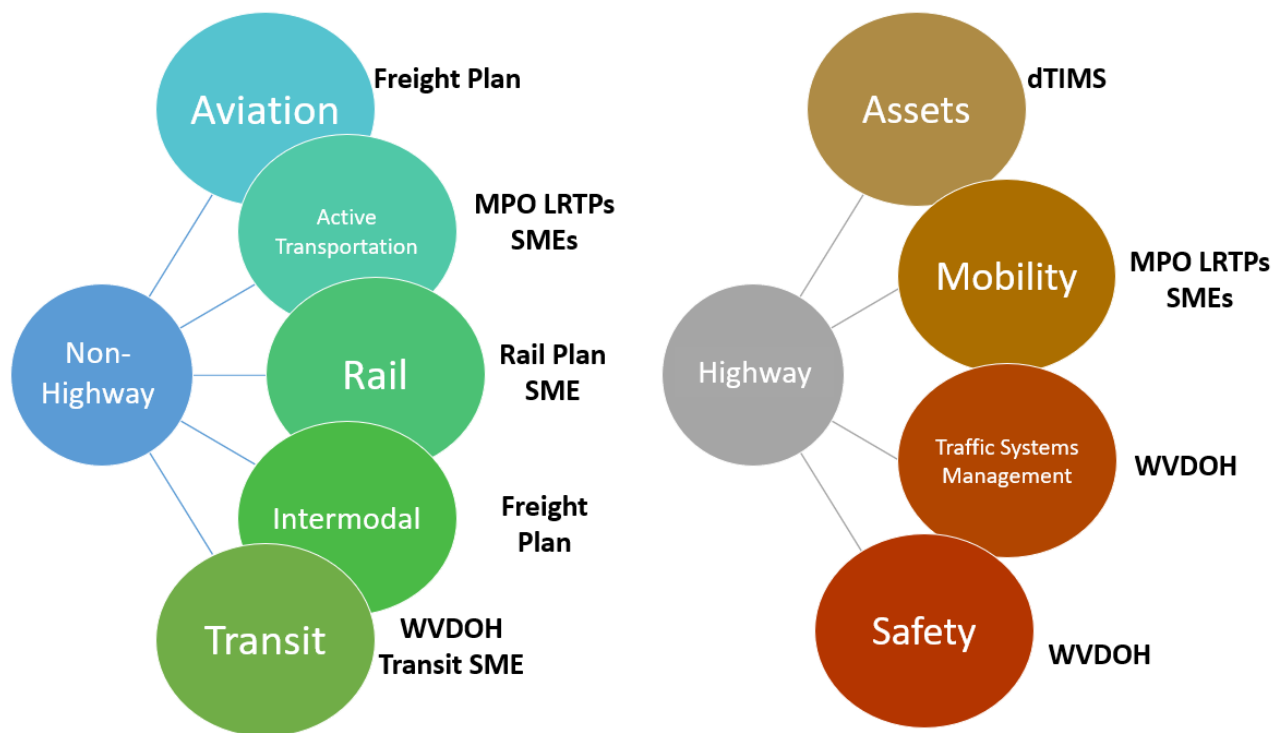 Aviation
Freight Plan
Active
Transportation
MPO LRTPs
SMEs
Non-
Highway
Rail
Rail Plan
SME
Intermodal
Freight
Plan
Transit
WVDOH
Transit SME
Assets
dTIMS
Mobility
MPO LRTPs
SMEs
Highway
Traffic Systems
Management
WVDOH
Safety
WVDOH